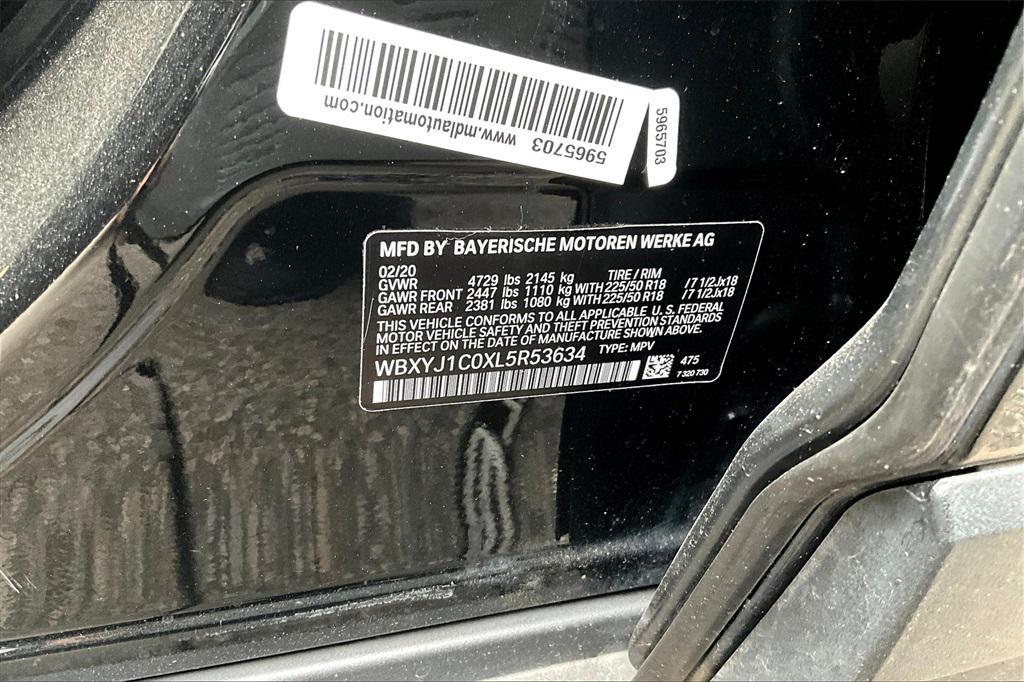 5965703
www.mdlautomation.com
5965703
MFD BY BAYERISCHE MOTOREN WERKE AG
02/20 TIRE / RIM
GVWR 4729 lbs 2145 kg
GAWR FRONT 2447 lbs 1110 kg WITH 225/50 R18 /7 1/2Jx18
GAWR REAR 2381 lbs 1080 kg WITH 225/50 R18 /7 1/2Jx18
THIS VEHICLE CONFORMS TO ALL APPLICABLE U. S. FEDERAL
MOTOR VEHICLE SAFETY AND THEFT PREVENTION STANDARDS
IN EFFECT ON THE DATE OF MANUFACTURE SHOWN ABOVE.
WBXYJ1C0XL5R53634 TYPE: MPV
475
7 320 730